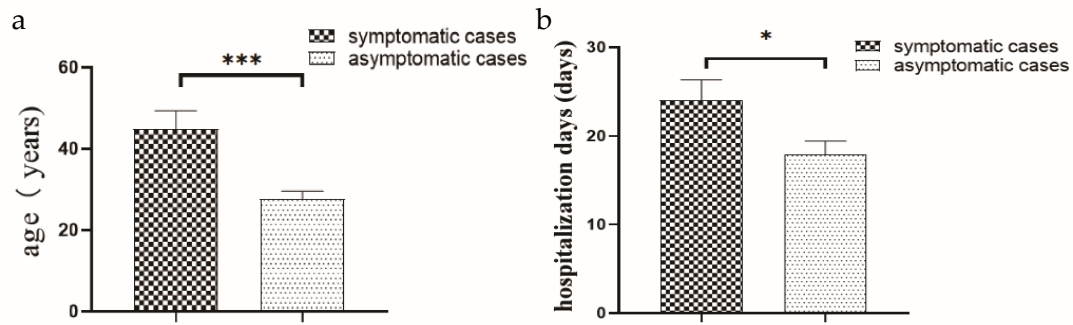 a
symptomatic cases
asymptomatic cases
***
60
40
20
0
age（years)
b
symptomatic cases
asymptomatic cases
*
30
20
10
0
hospitalization days (days)